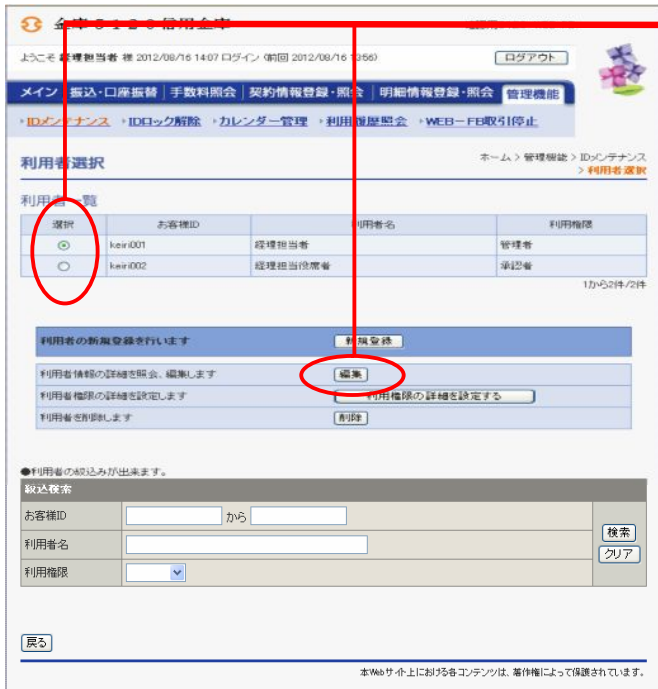 ようこそ 経理担当者 様 2012/08/16 14:07 ログイン (前回 2012/08/16 13:56)
ログアウト
メイン 振込・口座振替 手数料照会 契約情報登録・照会 明細情報登録・照会 管理機能
IDメンテナンス IDロック解除 カレンダー管理 利用履歴照会 WEB-FB取引停止
利用者選択
ホーム > 管理機能 > IDメンテナンス
> 利用者選択
利用者一覧
選択 お客様ID 利用者名 利用権限
keiri001 経理担当者 管理者
keiri002 経理担当役席者 承認者
1から2件/2件
利用者の新規登録を行います 新規登録
利用者情報の詳細を照会、編集します 編集
利用者権限の詳細を設定します 利用権限の詳細を設定する
利用者を削除します 削除
●利用者の絞込みが出来ます。
絞込検索
お客様ID から
利用者名
利用権限
検索
クリア
戻る
本Webサイト上における各コンテンツは、著作権によって保護されています。